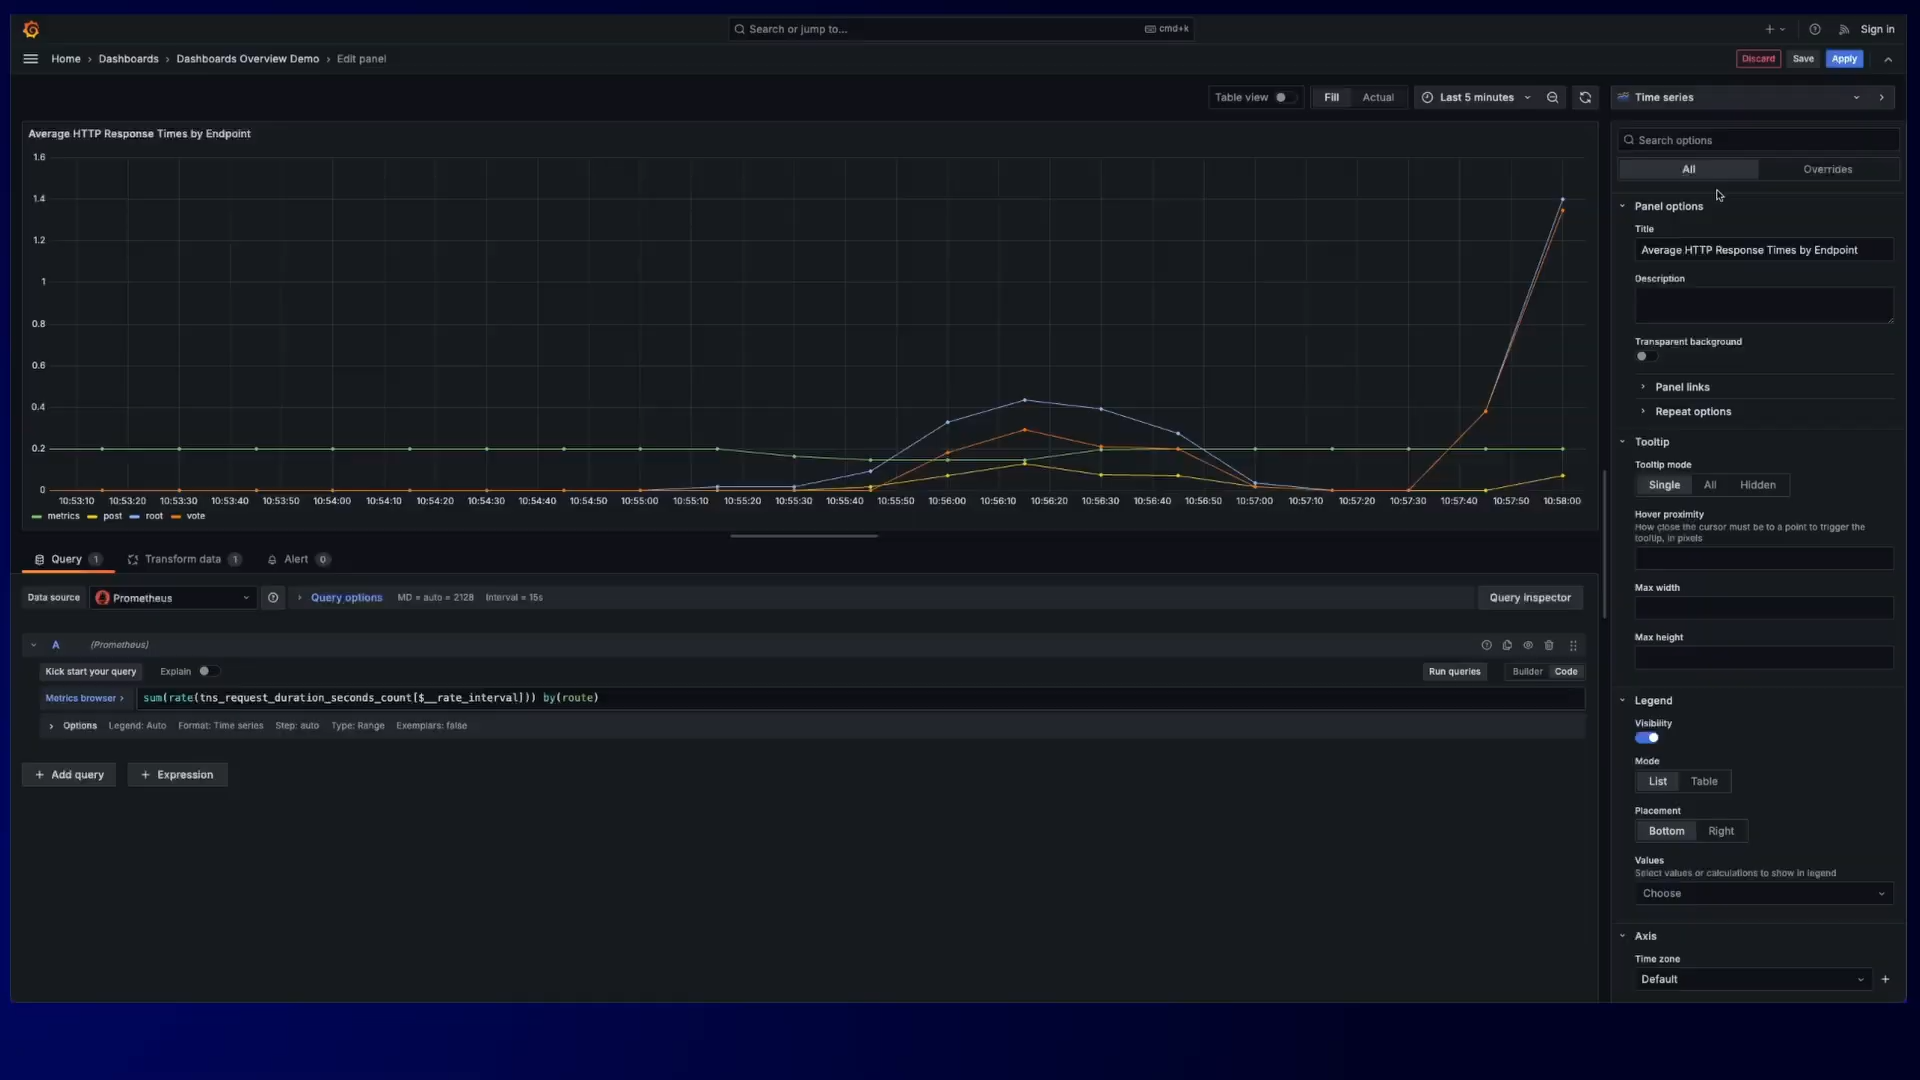 Search or jump to...
cmd+k
Sign in
Home › Dashboards › Dashboards Overview Demo › Edit panel
Discard
Save
Apply
Table view
Fill
Actual
Last 5 minutes
Time series
Average HTTP Response Times by Endpoint
1.6
1.4
1.2
1
0.8
0.6
0.4
0.2
0
10:53:10 10:53:20 10:53:30 10:53:40 10:53:50 10:54:00 10:54:10 10:54:20 10:54:30 10:54:40 10:54:50 10:55:00 10:55:10 10:55:20 10:55:30 10:55:40 10:55:50 10:56:00 10:56:10 10:56:20 10:56:30 10:56:40 10:56:50 10:57:00 10:57:10 10:57:20 10:57:30 10:57:40 10:57:50 10:58:00
metrics post root vote
Query 1
Transform data 1
Alert 0
Data source
Prometheus
Query options
MD = auto = 2128
Interval = 15s
Query inspector
A
(Prometheus)
Kick start your query
Explain
Run queries
Builder
Code
Metrics browser ›
sum(rate(tns_request_duration_seconds_count[$__rate_interval])) by(route)
Options
Legend: Auto
Format: Time series
Step: auto
Type: Range
Exemplars: false
+ Add query
+ Expression
Search options
All
Overrides
Panel options
Title
Average HTTP Response Times by Endpoint
Description
Transparent background
Panel links
Repeat options
Tooltip
Tooltip mode
Single
All
Hidden
Hover proximity
How close the cursor must be to a point to trigger the
tooltip, in pixels
Max width
Max height
Legend
Visibility
Mode
List
Table
Placement
Bottom
Right
Values
Select values or calculations to show in legend
Choose
Axis
Time zone
Default